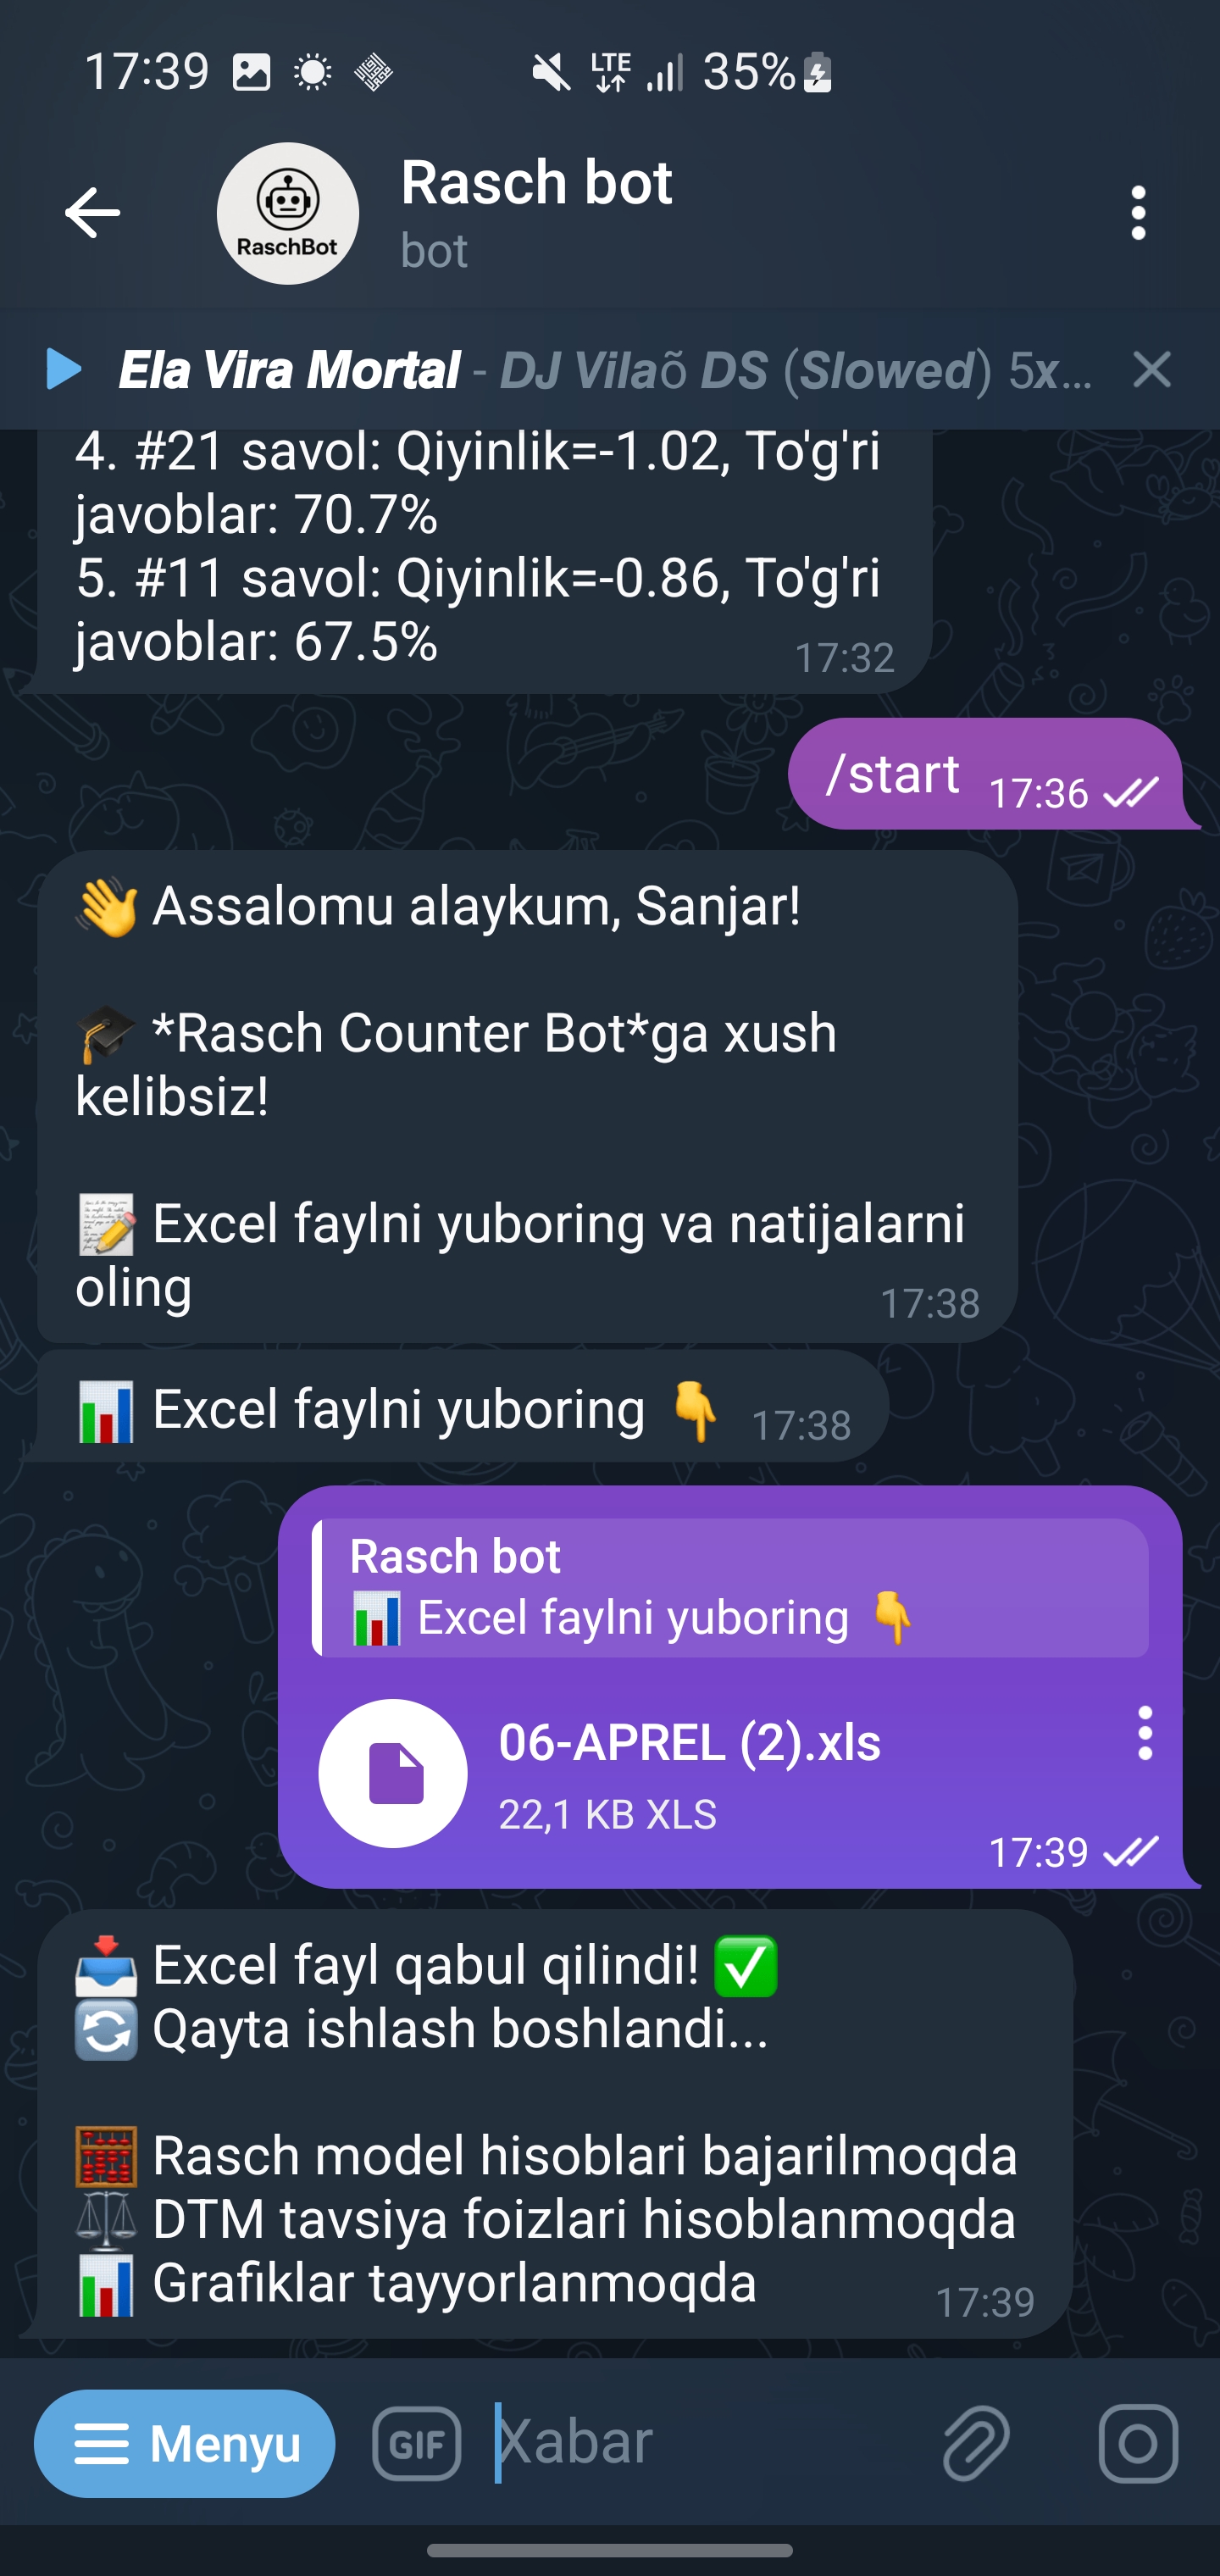 17:39
LTE
35%
RaschBot
Rasch bot
bot
Ela Vira Mortal - DJ Vilaõ DS (Slowed) 5x...
4. #21 savol: Qiyinlik=-1.02, To'g'ri
javoblar: 70.7%
5. #11 savol: Qiyinlik=-0.86, To'g'ri
javoblar: 67.5%
17:32
/start
17:36
👋 Assalomu alaykum, Sanjar!
🎓 *Rasch Counter Bot*ga xush
kelibsiz!
📝 Excel faylni yuboring va natijalarni
oling
17:38
📊 Excel faylni yuboring 👇
17:38
Rasch bot
📊 Excel faylni yuboring 👇
06-APREL (2).xls
22,1 KB XLS
17:39
📥 Excel fayl qabul qilindi! ✅
🔄 Qayta ishlash boshlandi...
🧮 Rasch model hisoblari bajarilmoqda
⚖️ DTM tavsiya foizlari hisoblanmoqda
📊 Grafiklar tayyorlanmoqda
17:39
Menyu
GIF
Xabar